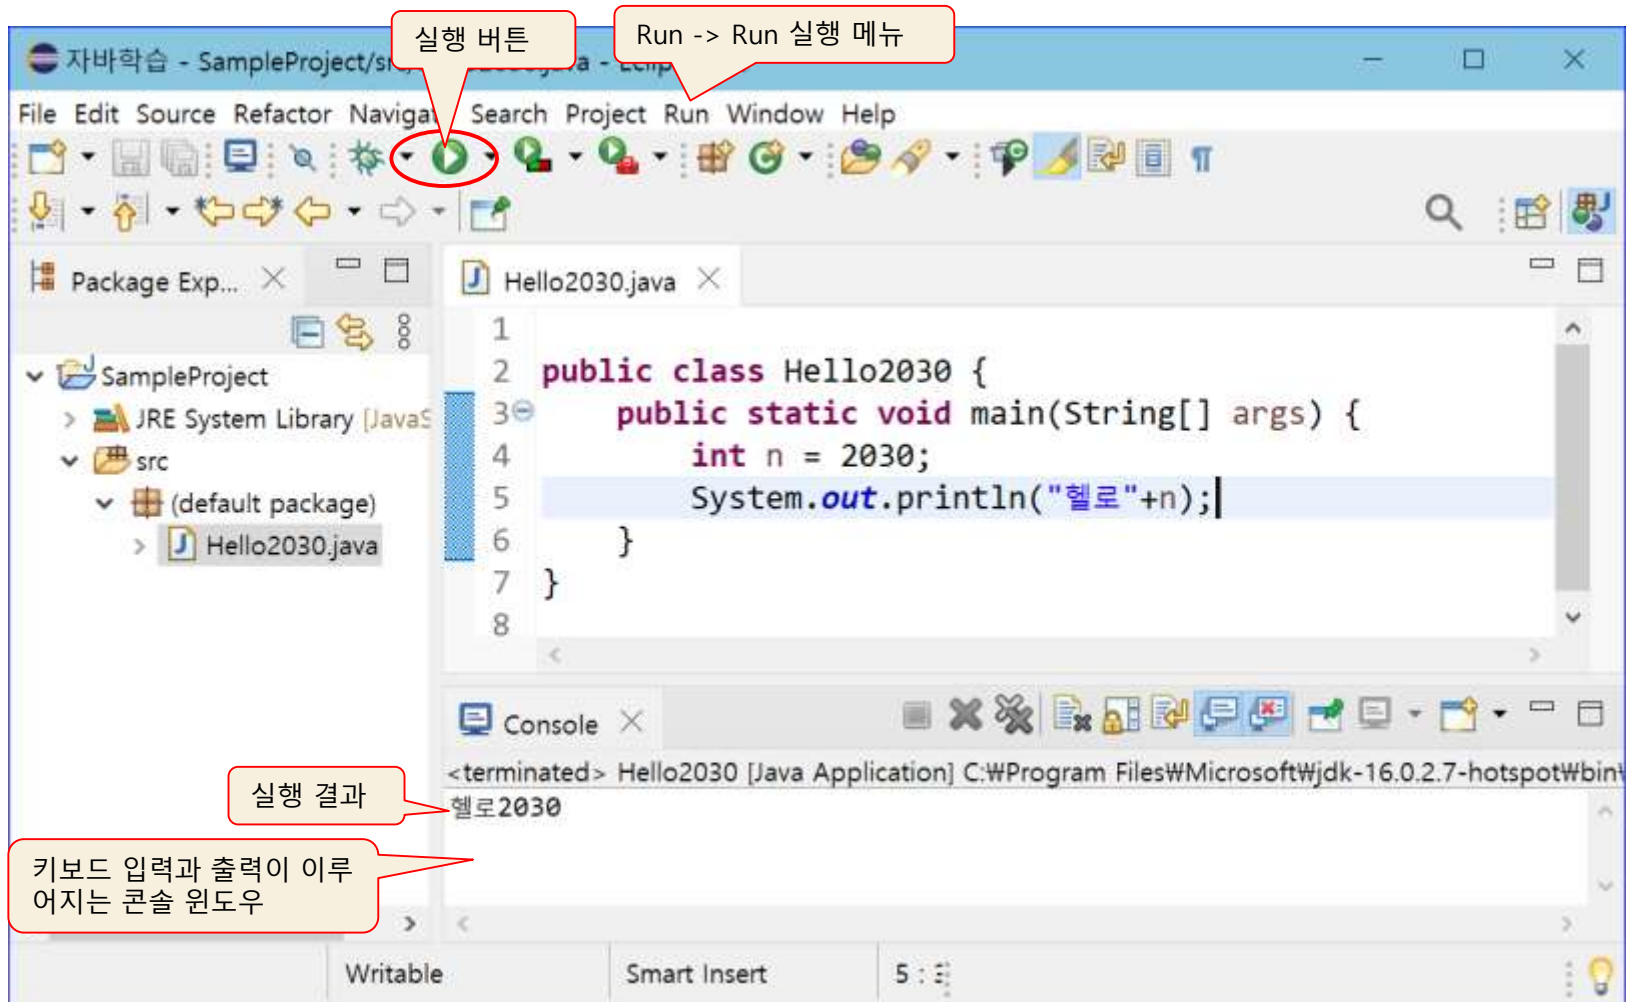 실행 버튼
Run -> Run 실행 메뉴
자바학습 - SampleProject/src/
File Edit Source Refactor Search Project Run Window Help
Package Exp...
Hello2030.java
SampleProject
JRE System Library [JavaS
src
(default package)
Hello2030.java
1
2 public class Hello2030 {
3 public static void main(String[] args) {
4 int n = 2030;
5 System.out.println("헬로"+n);
6 }
7 }
8
Console
<terminated> Hello2030 [Java Application] C:₩Program Files₩Microsoft₩jdk-16.0.2.7-hotspot₩bin
실행 결과
헬로2030
키보드 입력과 출력이 이루
어지는 콘솔 윈도우
Writable
Smart Insert
5 :